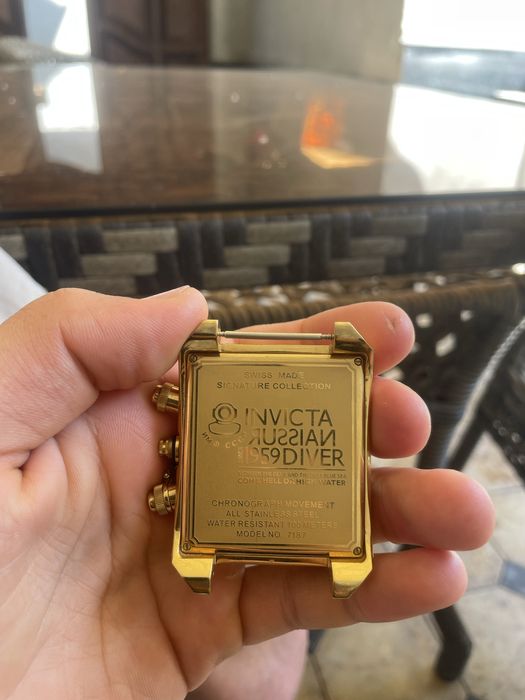 SWISS MADE
SIGNATURE COLLECTION
INVICTA
RUSSIAN
1959 DIVER
COME HELL OR HIGH WATER
CHRONOGRAPH MOVEMENT
ALL STAINLESS STEEL
WATER RESISTANT 100 METERS
MODEL NO. 7187